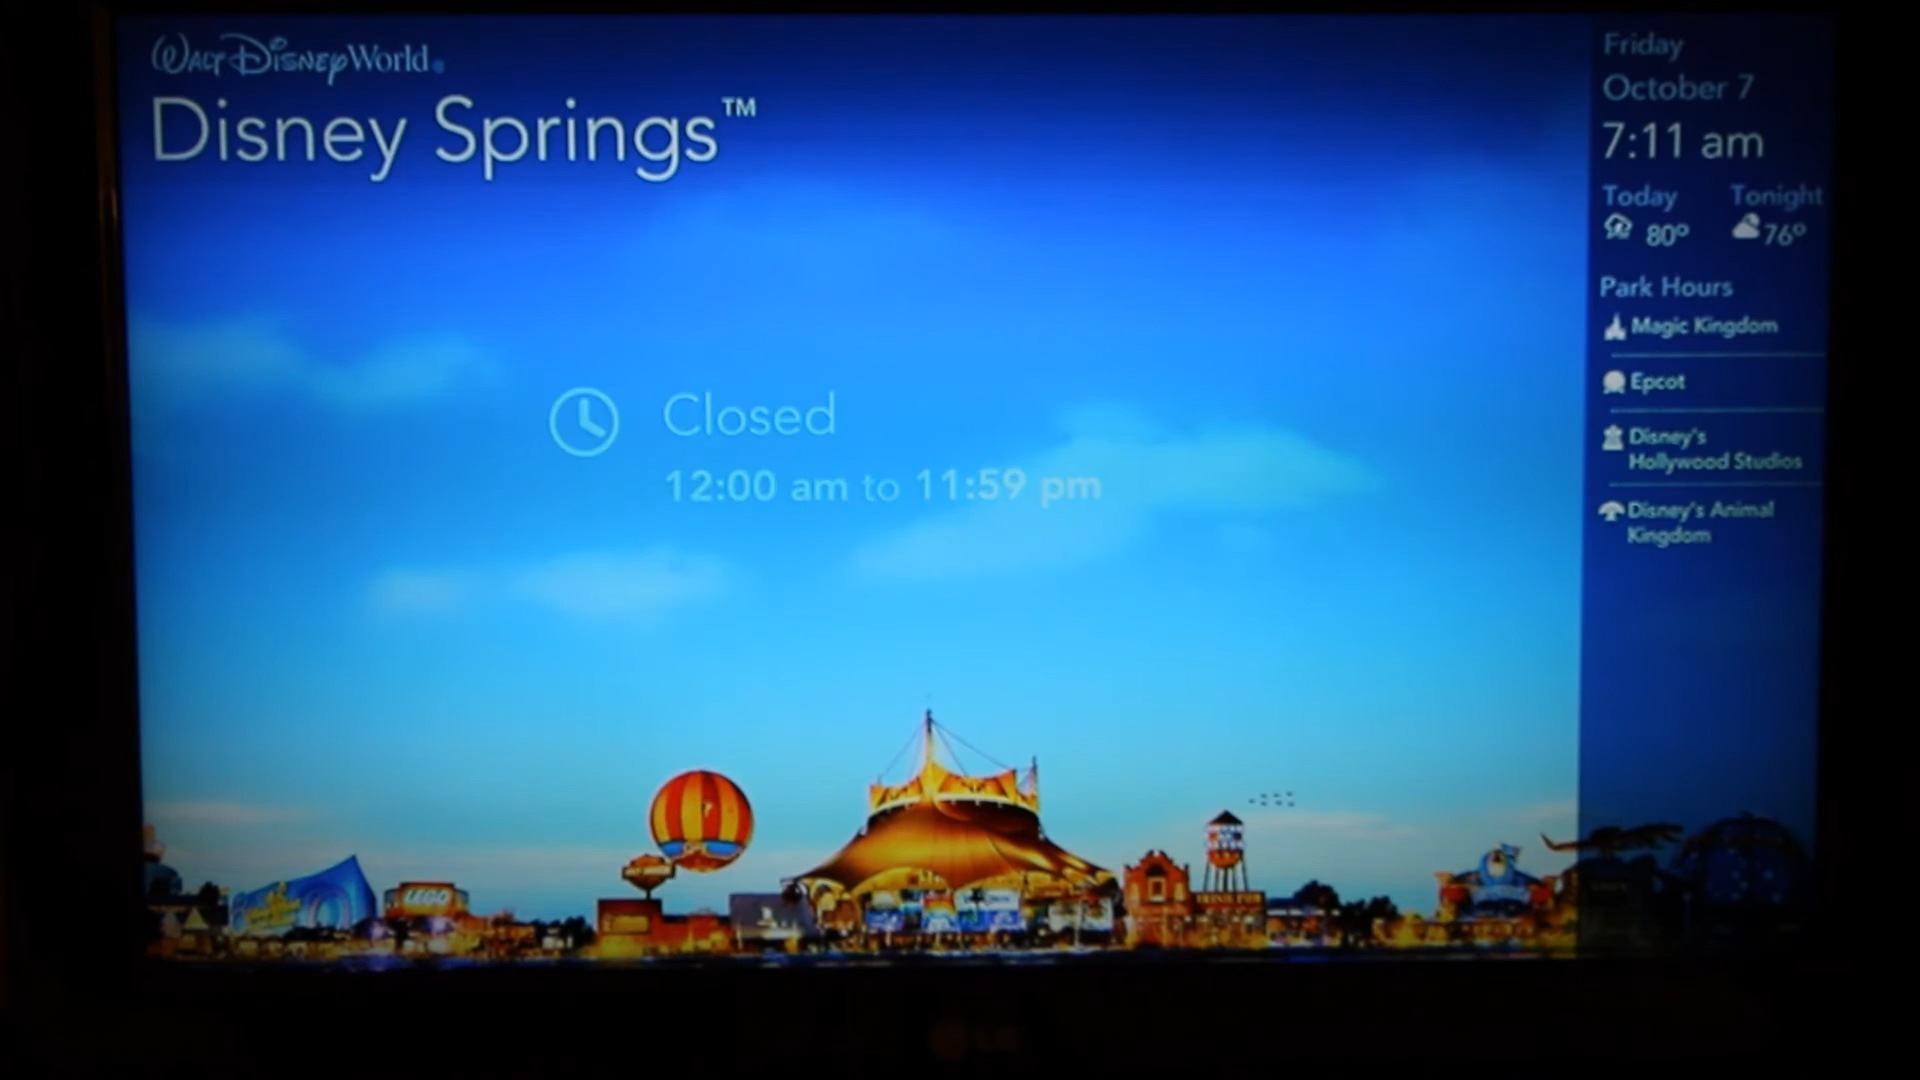 Walt Disney World®
Disney Springs™
Closed
12:00 am to 11:59 pm
Friday
October 7
7:11 am
Today Tonight
80° 76°
Park Hours
Magic Kingdom
Epcot
Disney's
Hollywood Studios
Disney's Animal
Kingdom
LEGO